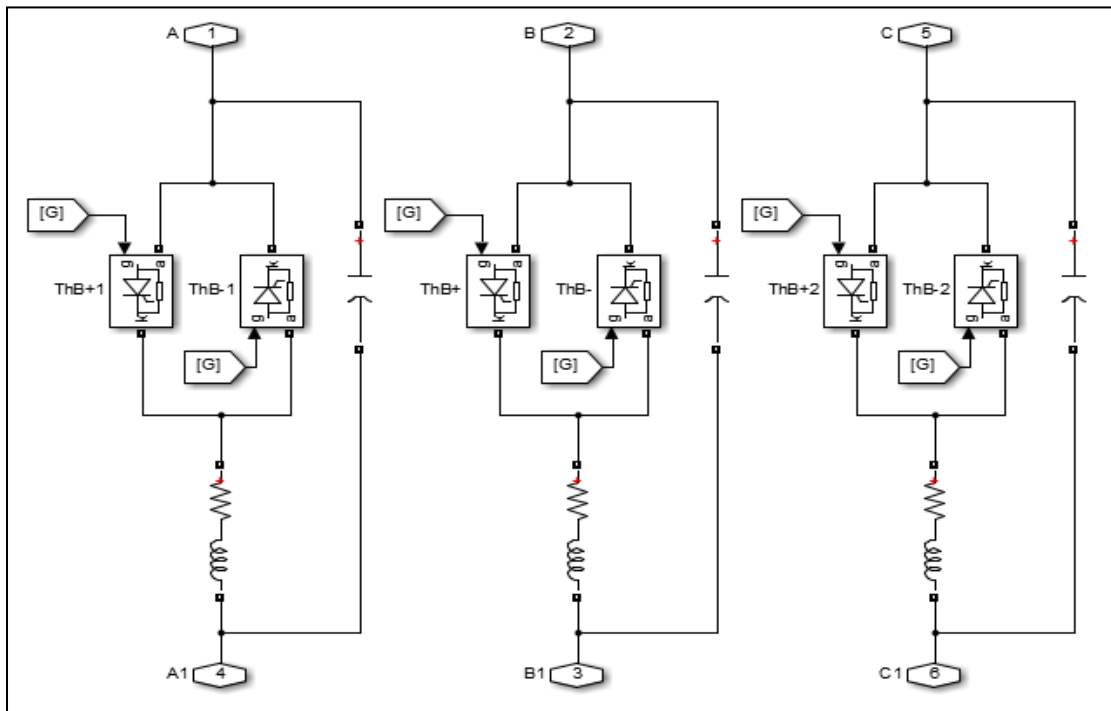 A 1 B 2 C 5
[G] [G] [G]
g a k g a k g a k
ThB+1 ThB-1 ThB+ ThB- ThB+2 ThB-2
k g a k g a k g a
[G] [G] [G]
+ + +
+ + +
A1 4 B1 3 C1 6